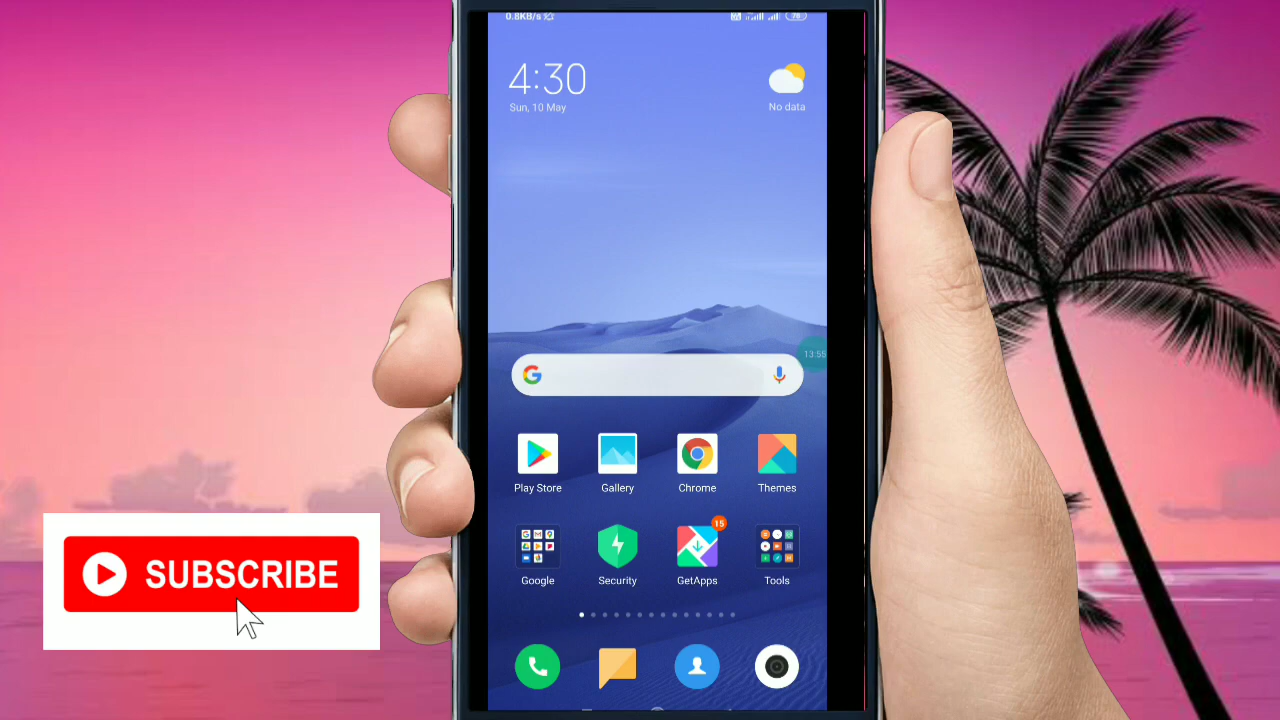 0.8KB/s
78
4:30
Sun, 10 May
No data
13:55
Play Store
Gallery
Chrome
Themes
15
Google
Security
GetApps
Tools
SUBSCRIBE